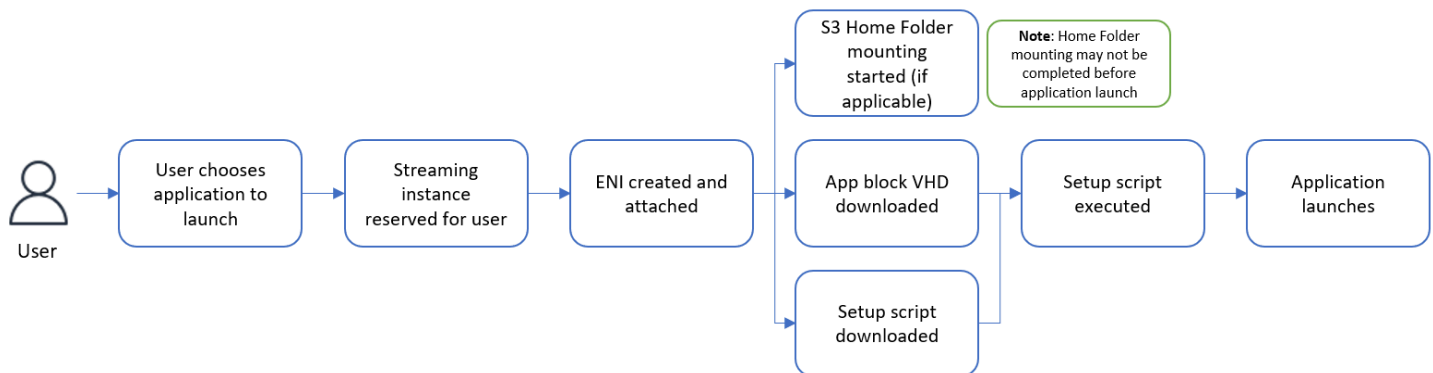 User
User chooses
application to
launch
Streaming
instance
reserved for user
ENI created and
attached
S3 Home Folder
mounting
started (if
applicable)
Note: Home Folder
mounting may not be
completed before
application launch
App block VHD
downloaded
Setup script
downloaded
Setup script
executed
Application
launches